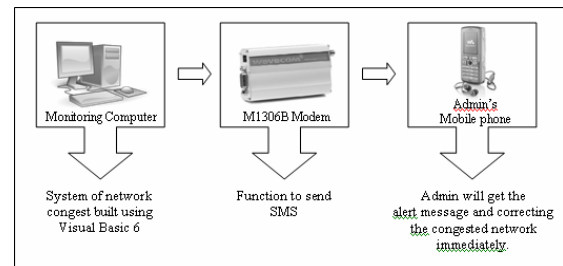 Monitoring Computer
M1306B Modem
Admin's
Mobile phone
System of network
congest built using
Visual Basic 6
Function to send
SMS
Admin will get the
alert message and correcting
the congested network
immediately.